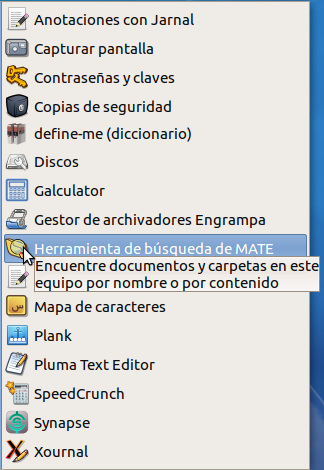 Anotaciones con Jarnal
Capturar pantalla
Contraseñas y claves
Copias de seguridad
define-me (diccionario)
Discos
Galculator
Gestor de archivadores Engrampa
Herramienta de búsqueda de MATE
Encuentre documentos y carpetas en este
equipo por nombre o por contenido
Mapa de caracteres
Plank
Pluma Text Editor
SpeedCrunch
Synapse
Xournal